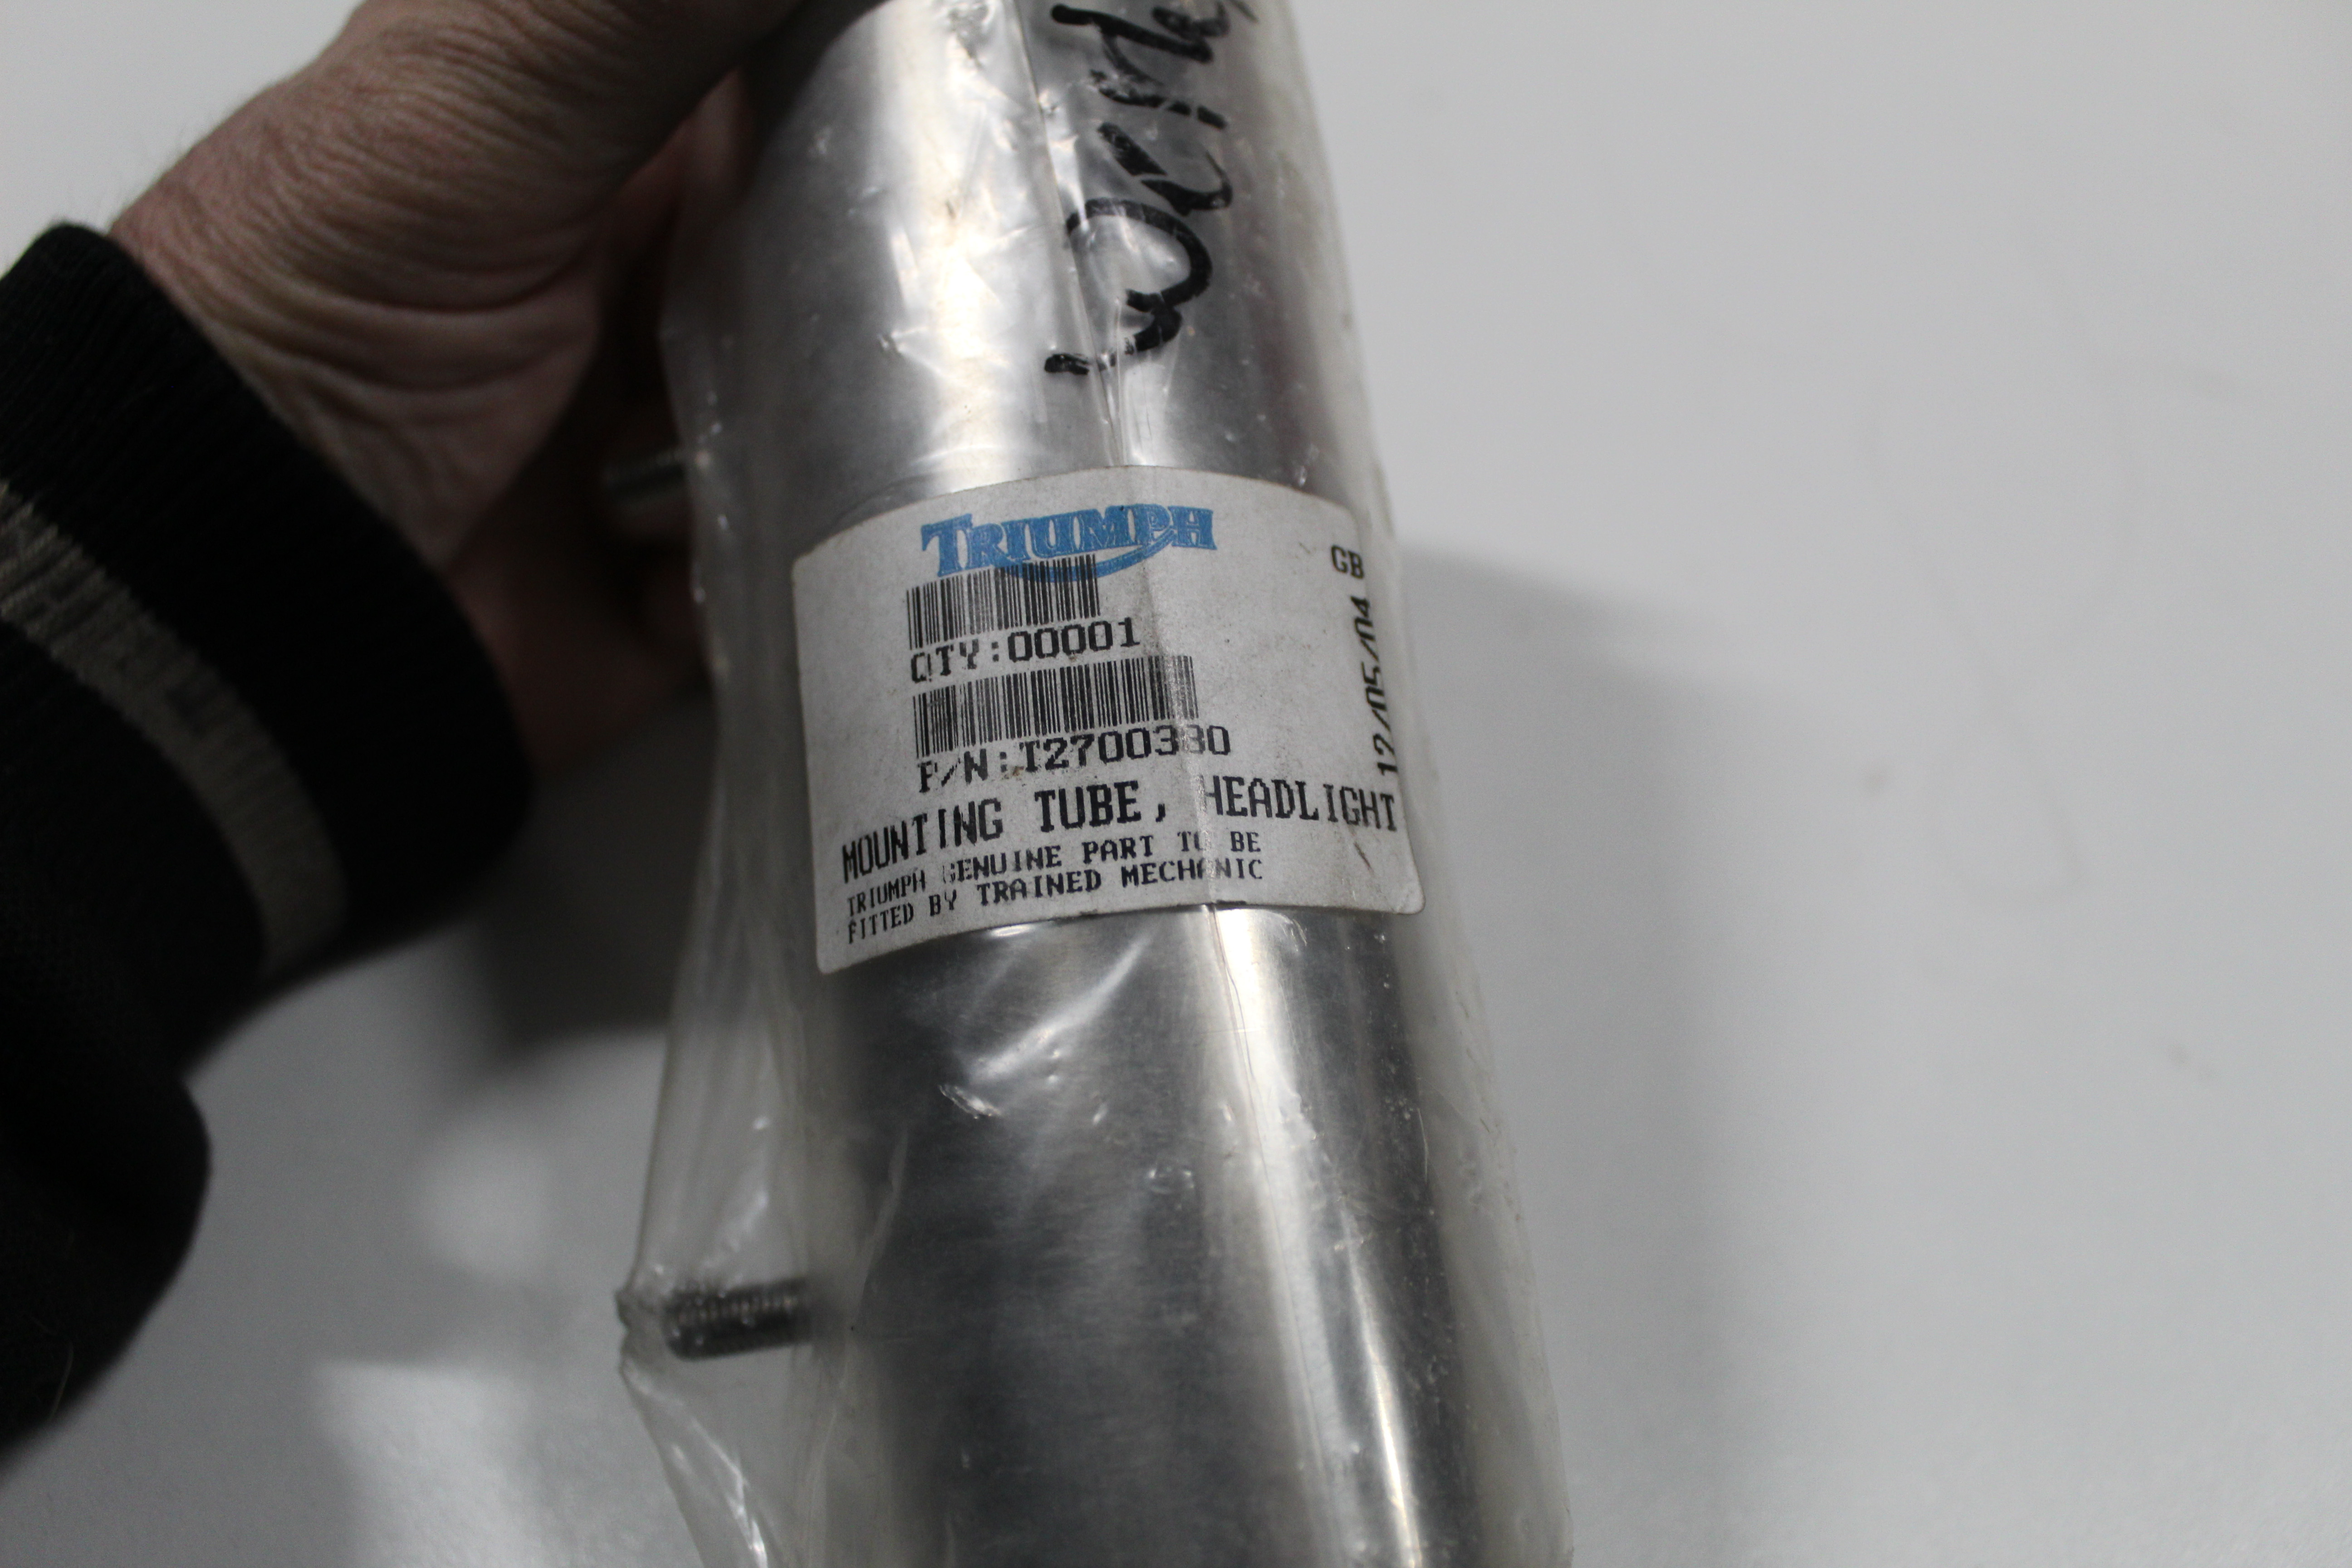 TRIUMPH
GB
QTY:00001
12/05/04
P/N:T2700380
MOUNTING TUBE, HEADLIGHT
TRIUMPH GENUINE PART TO BE
FITTED BY TRAINED MECHANIC